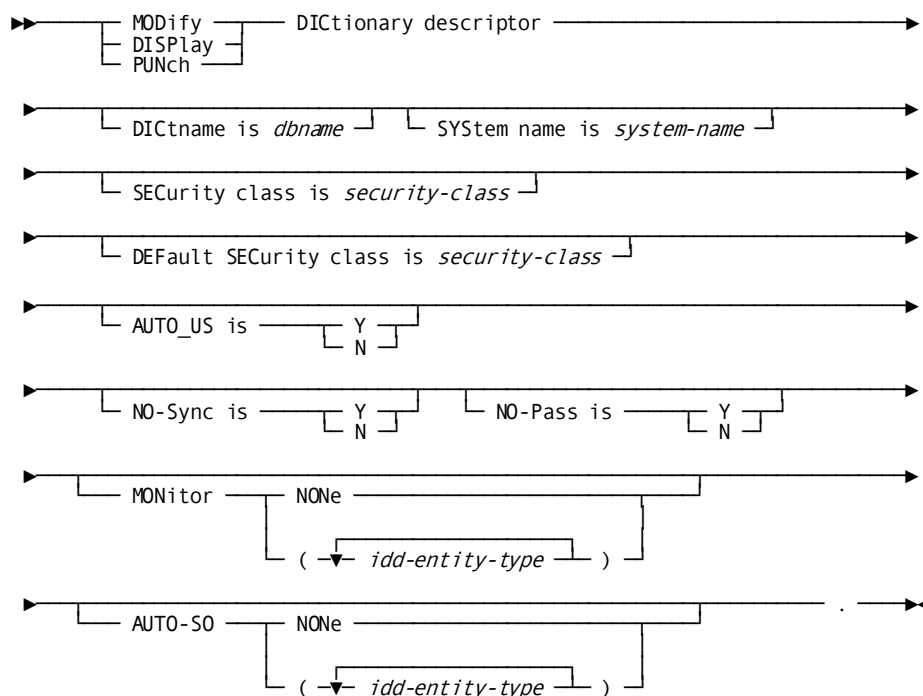 MODify DICtionary descriptor
DISPlay
PUNch
DICtname is dbname SYStem name is system-name
SECurity class is security-class
DEFault SECurity class is security-class
AUTO_US is Y
N
NO-Sync is Y NO-Pass is Y
N N
MONitor NONe
( idd-entity-type )
AUTO-SO NONe .
( idd-entity-type )